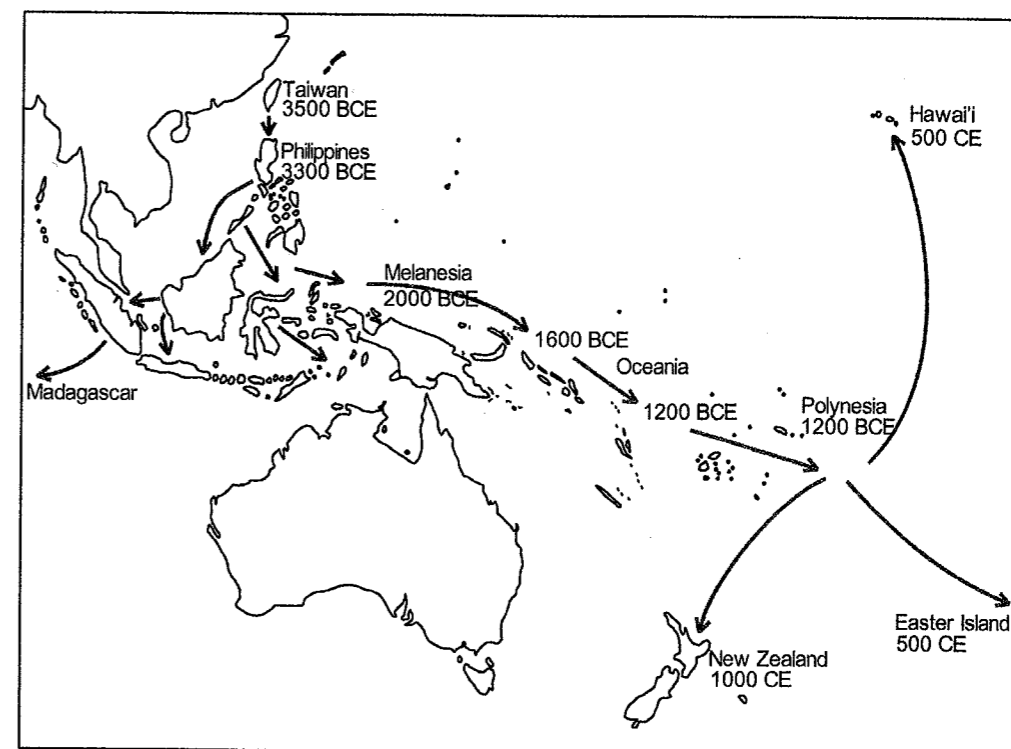 Taiwan
3500 BCE
Hawai'i
500 CE
Philippines
3300 BCE
Melanesia
2000 BCE
1600 BCE
Oceania
Madagascar
1200 BCE
Polynesia
1200 BCE
Easter Island
500 CE
New Zealand
1000 CE